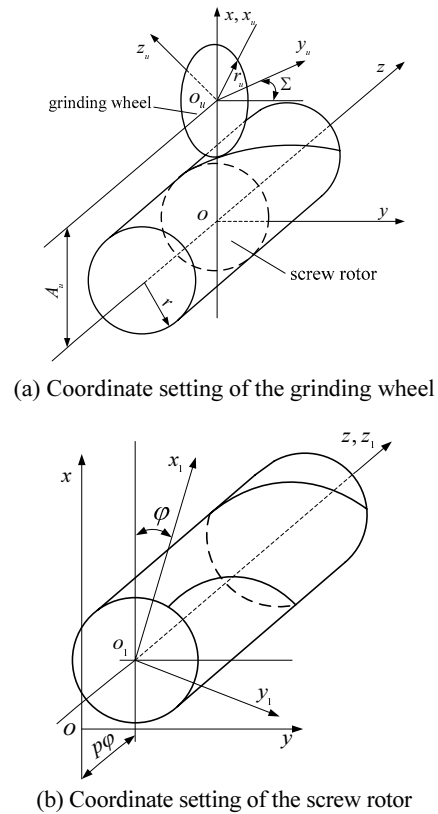 x, xᵤ
yᵤ
zᵤ
rᵤ
Σ
z
grinding wheel
oᵤ
o
y
screw rotor
Aᵤ
r
(a) Coordinate setting of the grinding wheel
z, z₁
x
x₁
φ
o₁
y₁
o
y
pφ
(b) Coordinate setting of the screw rotor